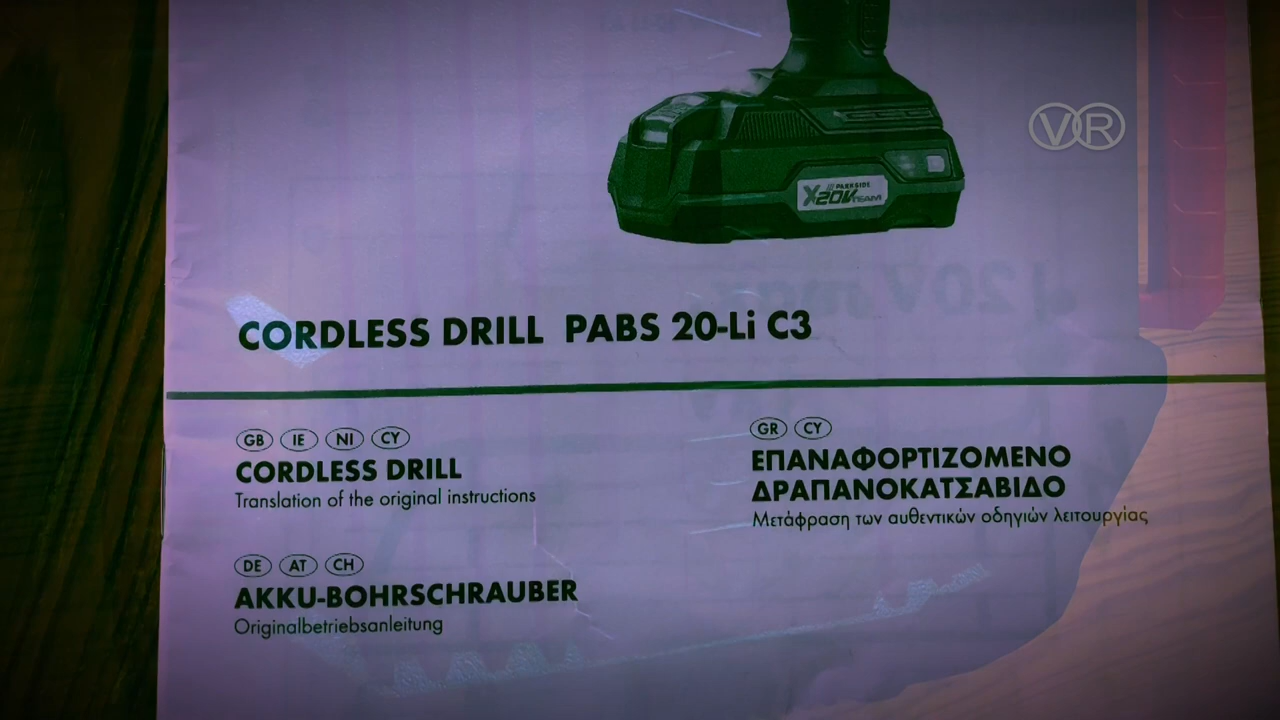 VR
/// PARKSIDE
X20V TEAM
CORDLESS DRILL PABS 20-Li C3
GB IE NI CY
CORDLESS DRILL
Translation of the original instructions
GR CY
ΕΠΑΝΑΦΟΡΤΙΖΟΜΕΝΟ
ΔΡΑΠΑΝΟΚΑΤΣΑΒΙΔΟ
Μετάφραση των αυθεντικών οδηγιών λειτουργίας
DE AT CH
AKKU-BOHRSCHRAUBER
Originalbetriebsanleitung